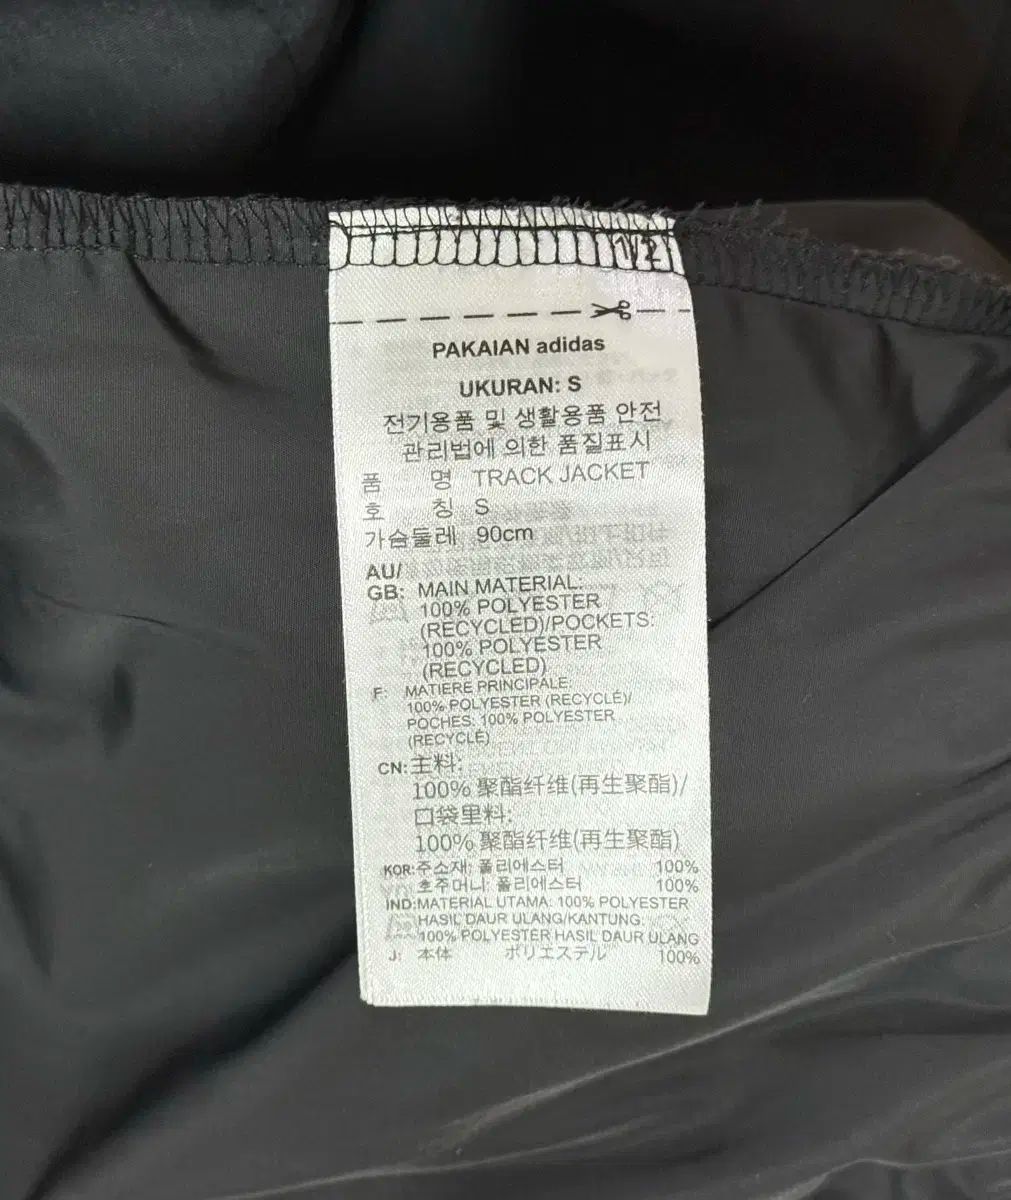 1/2
PAKAIAN adidas
UKURAN: S
전기용품 및 생활용품 안전
관리법에 의한 품질표시
품 명 TRACK JACKET
호 칭 S
가슴둘레 90cm
AU/
GB: MAIN MATERIAL:
100% POLYESTER
(RECYCLED)/POCKETS:
100% POLYESTER
(RECYCLED)
F: MATIERE PRINCIPALE:
100% POLYESTER (RECYCLÉ)/
POCHES: 100% POLYESTER
(RECYCLÉ)
CN:主料:
100% 聚酯纤维(再生聚酯)/
口袋里料:
100% 聚酯纤维(再生聚酯)
KOR:주소재: 폴리에스터 100%
호주머니: 폴리에스터 100%
IND:MATERIAL UTAMA: 100% POLYESTER
HASIL DAUR ULANG/KANTUNG:
100% POLYESTER HASIL DAUR ULANG
J: 本体 ポリエステル 100%